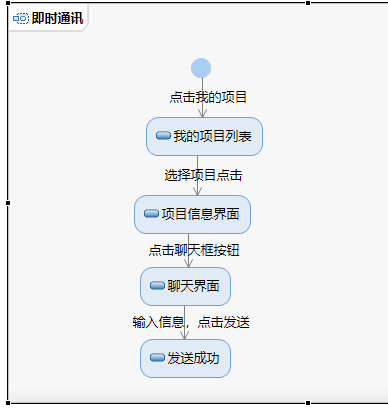 即时通讯
点击我的项目
我的项目列表
选择项目点击
项目信息界面
点击聊天框按钮
聊天界面
输入信息，点击发送
发送成功